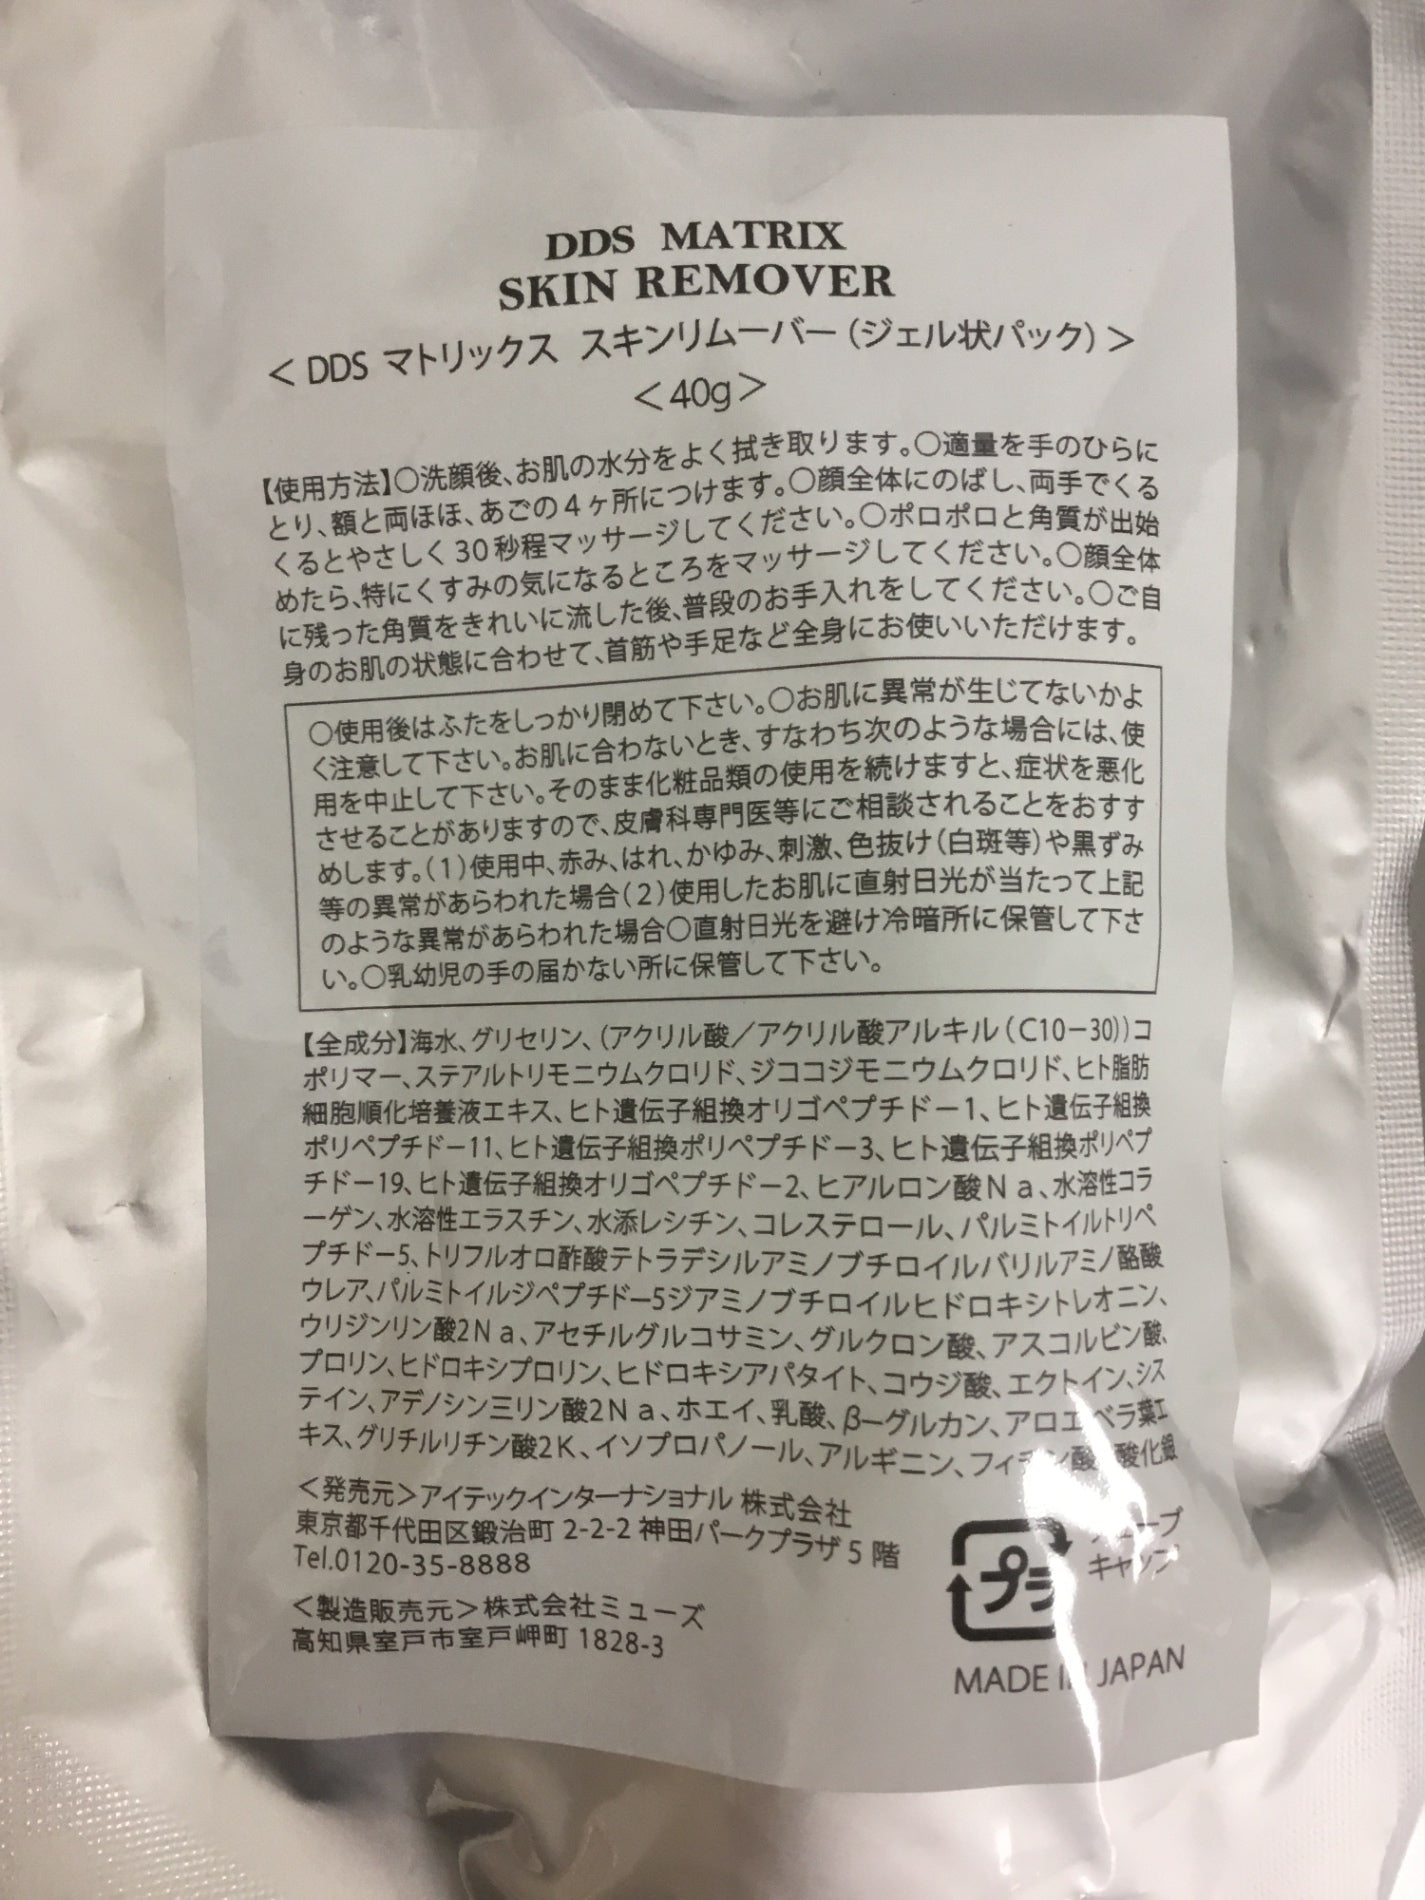 DDS MATRIX
SKIN REMOVER
＜DDS マトリックス スキンリムーバー（ジェル状パック）＞
＜40g＞
【使用方法】○洗顔後、お肌の水分をよく拭き取ります。○適量を手のひらに
とり、額と両ほほ、あごの4ヶ所につけます。○顔全体にのばし、両手でくる
くるとやさしく30秒程マッサージしてください。○ポロポロと角質が出始
めたら、特にくすみの気になるところをマッサージしてください。○顔全体
に残った角質をきれいに流した後、普段のお手入れをしてください。○ご自
身のお肌の状態に合わせて、首筋や手足など全身にお使いいただけます。
○使用後はふたをしっかり閉めて下さい。○お肌に異常が生じてないかよ
く注意して下さい。お肌に合わないとき、すなわち次のような場合には、使
用を中止して下さい。そのまま化粧品類の使用を続けますと、症状を悪化
させることがありますので、皮膚科専門医等にご相談されることをおすす
めします。（1）使用中、赤み、はれ、かゆみ、刺激、色抜け（白斑等）や黒ずみ
等の異常があらわれた場合（2）使用したお肌に直射日光が当たって上記
のような異常があらわれた場合○直射日光を避け冷暗所に保管して下さ
い。○乳幼児の手の届かない所に保管して下さい。
【全成分】海水、グリセリン、（アクリル酸／アクリル酸アルキル（C10－30））コ
ポリマー、ステアルトリモニウムクロリド、ジココジモニウムクロリド、ヒト脂肪
細胞順化培養液エキス、ヒト遺伝子組換オリゴペプチドー1、ヒト遺伝子組換
ポリペプチドー11、ヒト遺伝子組換ポリペプチドー3、ヒト遺伝子組換ポリペプ
チドー19、ヒト遺伝子組換オリゴペプチドー2、ヒアルロン酸Ｎａ、水溶性コラ
ーゲン、水溶性エラスチン、水添レシチン、コレステロール、パルミトイルトリペ
プチドー5、トリフルオロ酢酸テトラデシルアミノブチロイルバリルアミノ酪酸
ウレア、パルミトイルジペプチドー5ジアミノブチロイルヒドロキシトレオニン、
ウリジンリン酸2Ｎａ、アセチルグルコサミン、グルクロン酸、アスコルビン酸、
プロリン、ヒドロキシプロリン、ヒドロキシアパタイト、コウジ酸、エクトイン、シス
テイン、アデノシン三リン酸2Ｎａ、ホエイ、乳酸、β－グルカン、アロエベラ葉エ
キス、グリチルリチン酸2K、イソプロパノール、アルギニン、フィチン酸 酸化銀
＜発売元＞アイテックインターナショナル 株式会社
東京都千代田区鍛冶町 2-2-2 神田パークプラザ 5 階
Tel.0120-35-8888
＜製造販売元＞株式会社ミューズ
高知県室戸市室戸岬町 1828-3
プラ
キャップ
MADE IN JAPAN